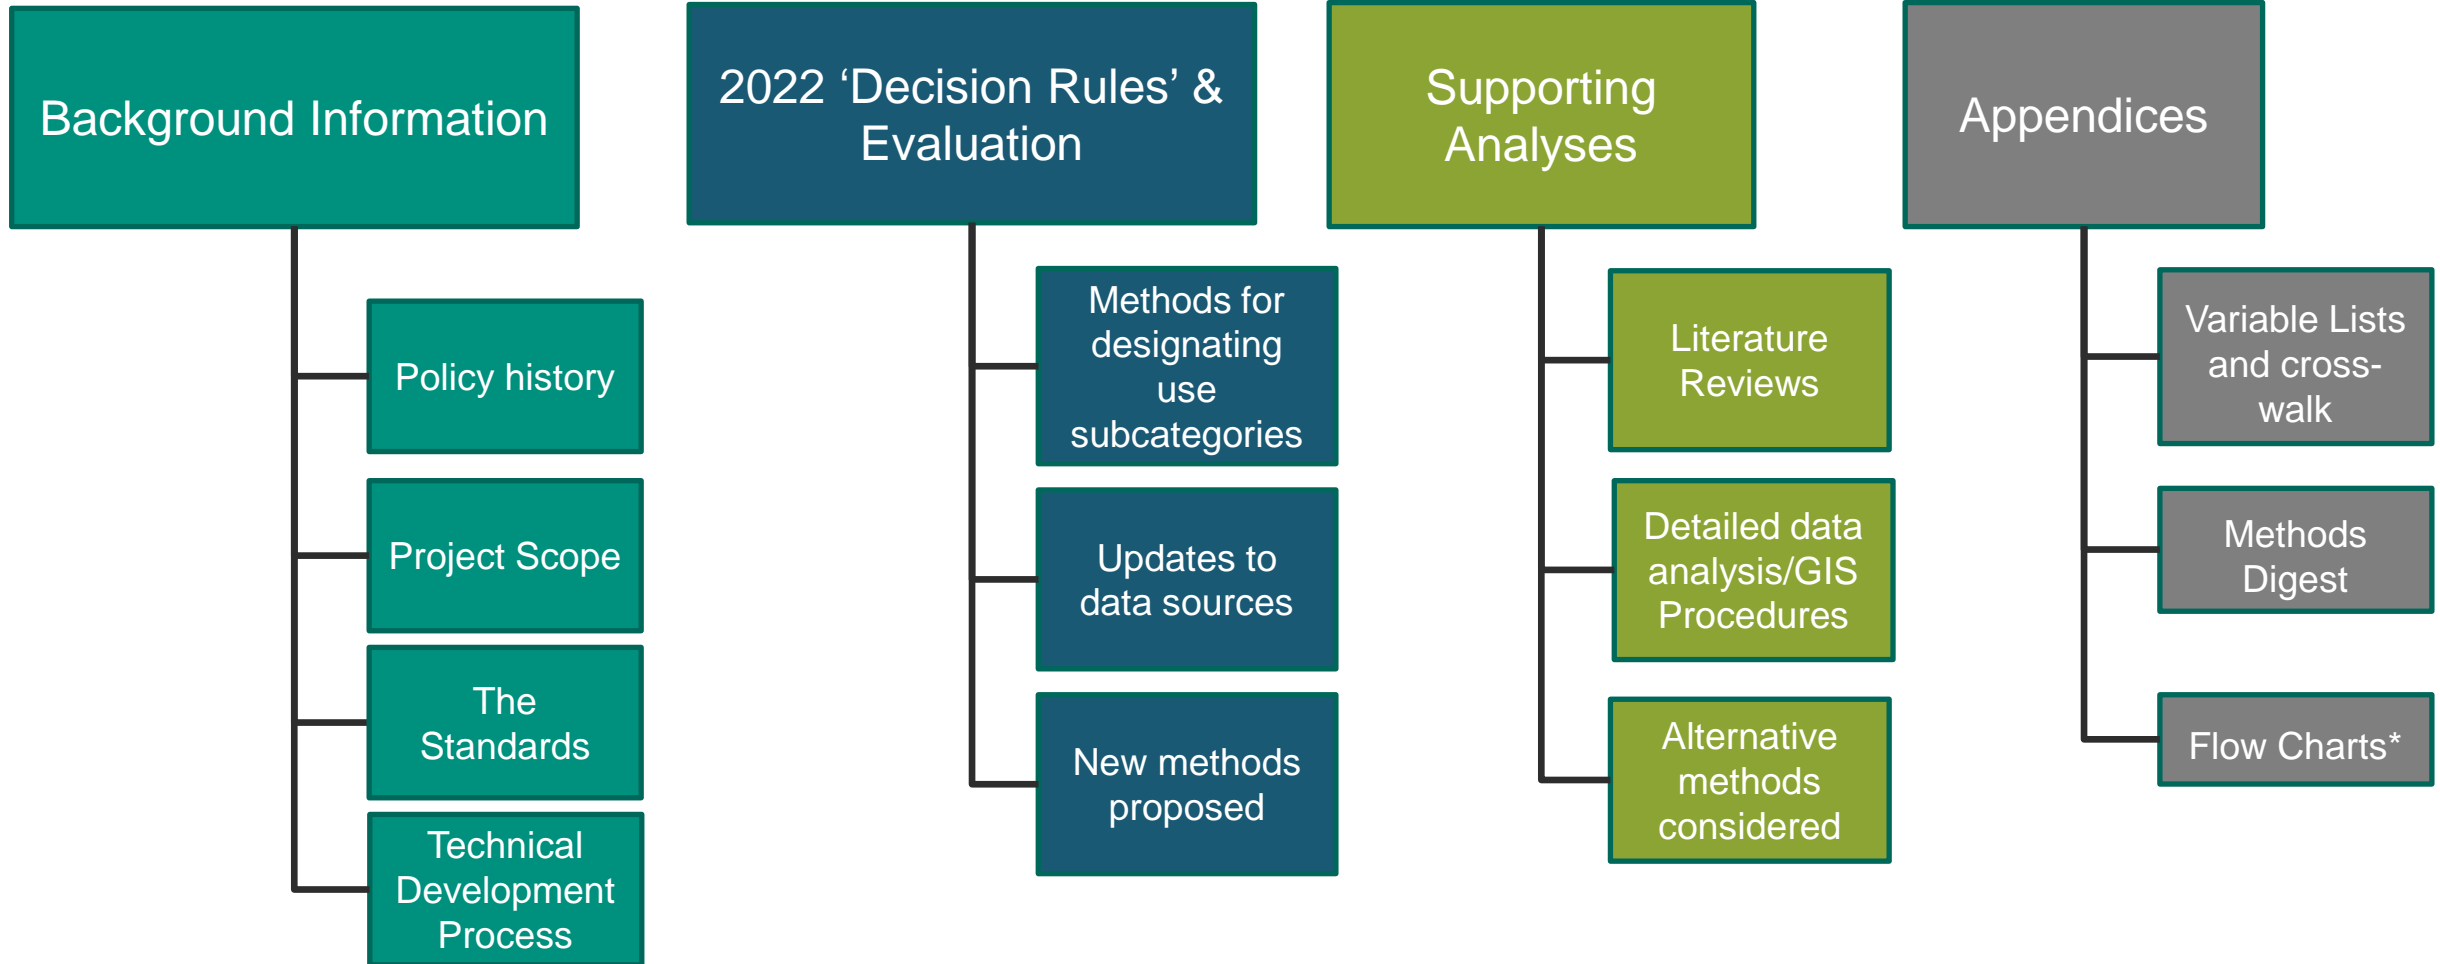 Background Information
Policy history
Project Scope
The
Standards
Technical
Development
Process
2022 ‘Decision Rules’ &
Evaluation
Methods for
designating
use
subcategories
Updates to
data sources
New methods
proposed
Supporting
Analyses
Literature
Reviews
Detailed data
analysis/GIS
Procedures
Alternative
methods
considered
Appendices
Variable Lists
and cross-
walk
Methods
Digest
Flow Charts*